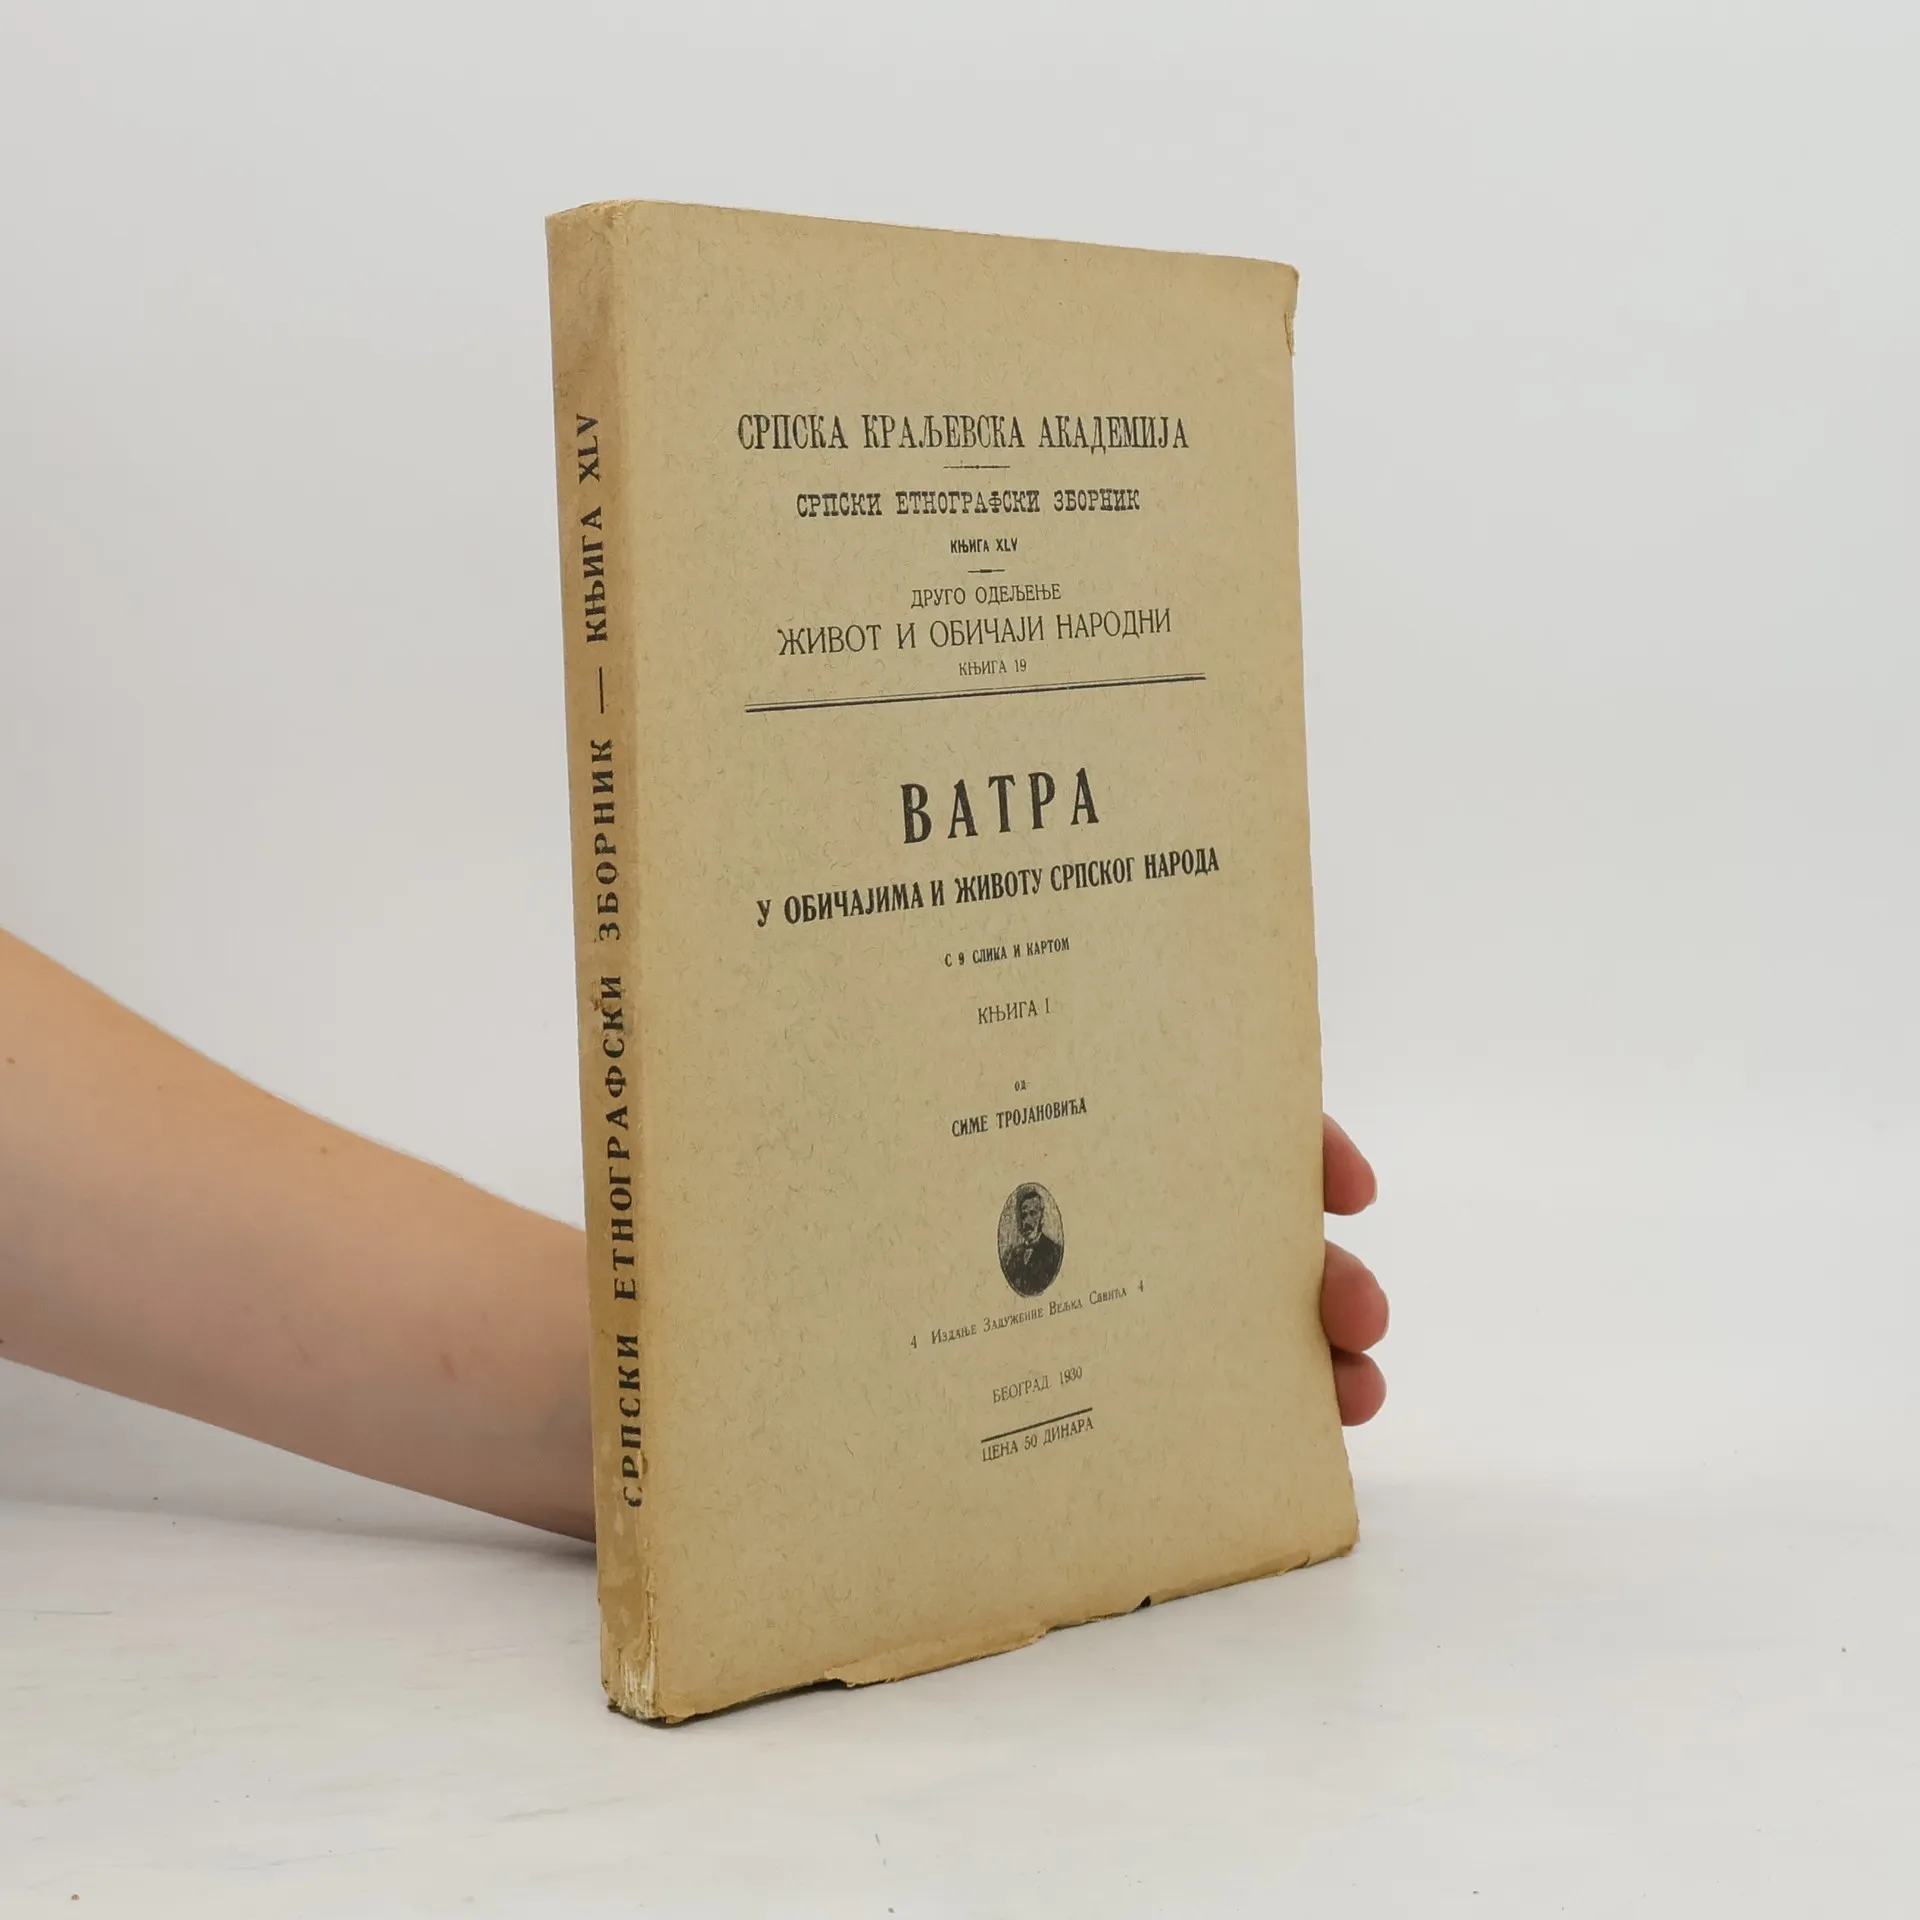 СРПСКИ ЕТНОГРАФСКИ ЗБОРНИК — КЊИГА XLV
СРПСКА КРАЉЕВСКА АКАДЕМИЈА
СРПСКИ ЕТНОГРАФСКИ ЗБОРНИК
КЊИГА XLV
ДРУГО ОДЕЉЕЊЕ
ЖИВОТ И ОБИЧАЈИ НАРОДНИ
КЊИГА 19
ВАТРА
У ОБИЧАЈИМА И ЖИВОТУ СРПСКОГ НАРОДА
С 9 СЛИКА И КАРТОМ
КЊИГА I
ОД
СИМЕ ТРОЈАНОВИЋА
4 Издање Задужбине Вељка Савића 4
БЕОГРАД 1930
ЦЕНА 50 ДИНАРА